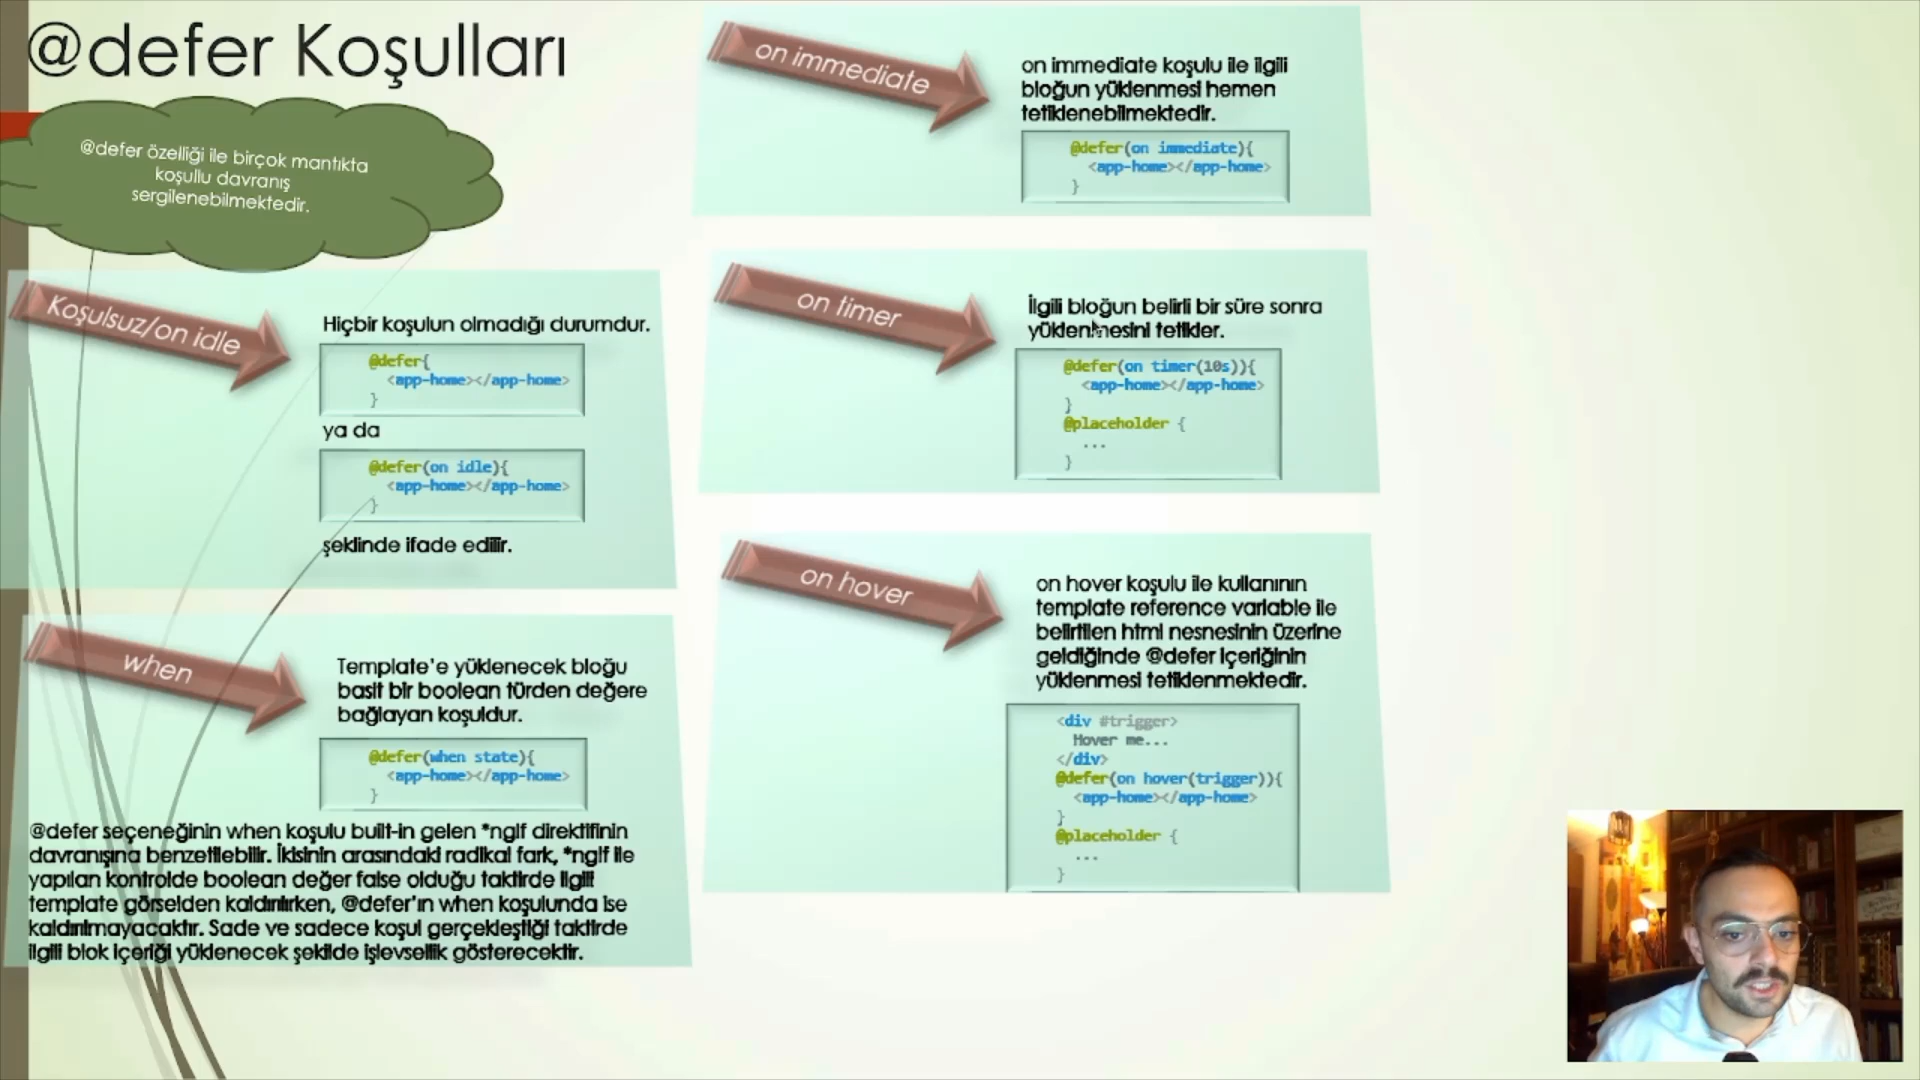 @defer Koşulları
@defer özelliği ile birçok mantıkta
koşullu davranış
sergilenebilmektedir.
Koşulsuz/on idle
Hiçbir koşulun olmadığı durumdur.
@defer{
<app-home></app-home>
}
ya da
@defer(on idle){
<app-home></app-home>
}
şeklinde ifade edilir.
when
Template'e yüklenecek bloğu
basit bir boolean türden değere
bağlayan koşuldur.
@defer(when state){
<app-home></app-home>
}
@defer seçeneğinin when koşulu built-in gelen *ngIf direktifinin
davranışına benzetilebilir. İkisinin arasındaki radikal fark, *ngIf ile
yapılan kontrolde boolean değer false olduğu taktirde ilgili
template görselden kaldırılırken, @defer'ın when koşulunda ise
kaldırılmayacaktır. Sade ve sadece koşul gerçekleştiği taktirde
ilgili blok içeriği yüklenecek şekilde işlevsellik gösterecektir.
on immediate
on immediate koşulu ile ilgili
bloğun yüklenmesi hemen
tetiklenebilmektedir.
@defer(on immediate){
<app-home></app-home>
}
on timer
İlgili bloğun belirli bir süre sonra
yüklenmesini tetikler.
@defer(on timer(10s)){
<app-home></app-home>
}
@placeholder {
...
}
on hover
on hover koşulu ile kullanının
template reference variable ile
belirtilen html nesnesinin üzerine
geldiğinde @defer içeriğinin
yüklenmesi tetiklenmektedir.
<div #trigger>
Hover me...
</div>
@defer(on hover(trigger)){
<app-home></app-home>
}
@placeholder {
...
}